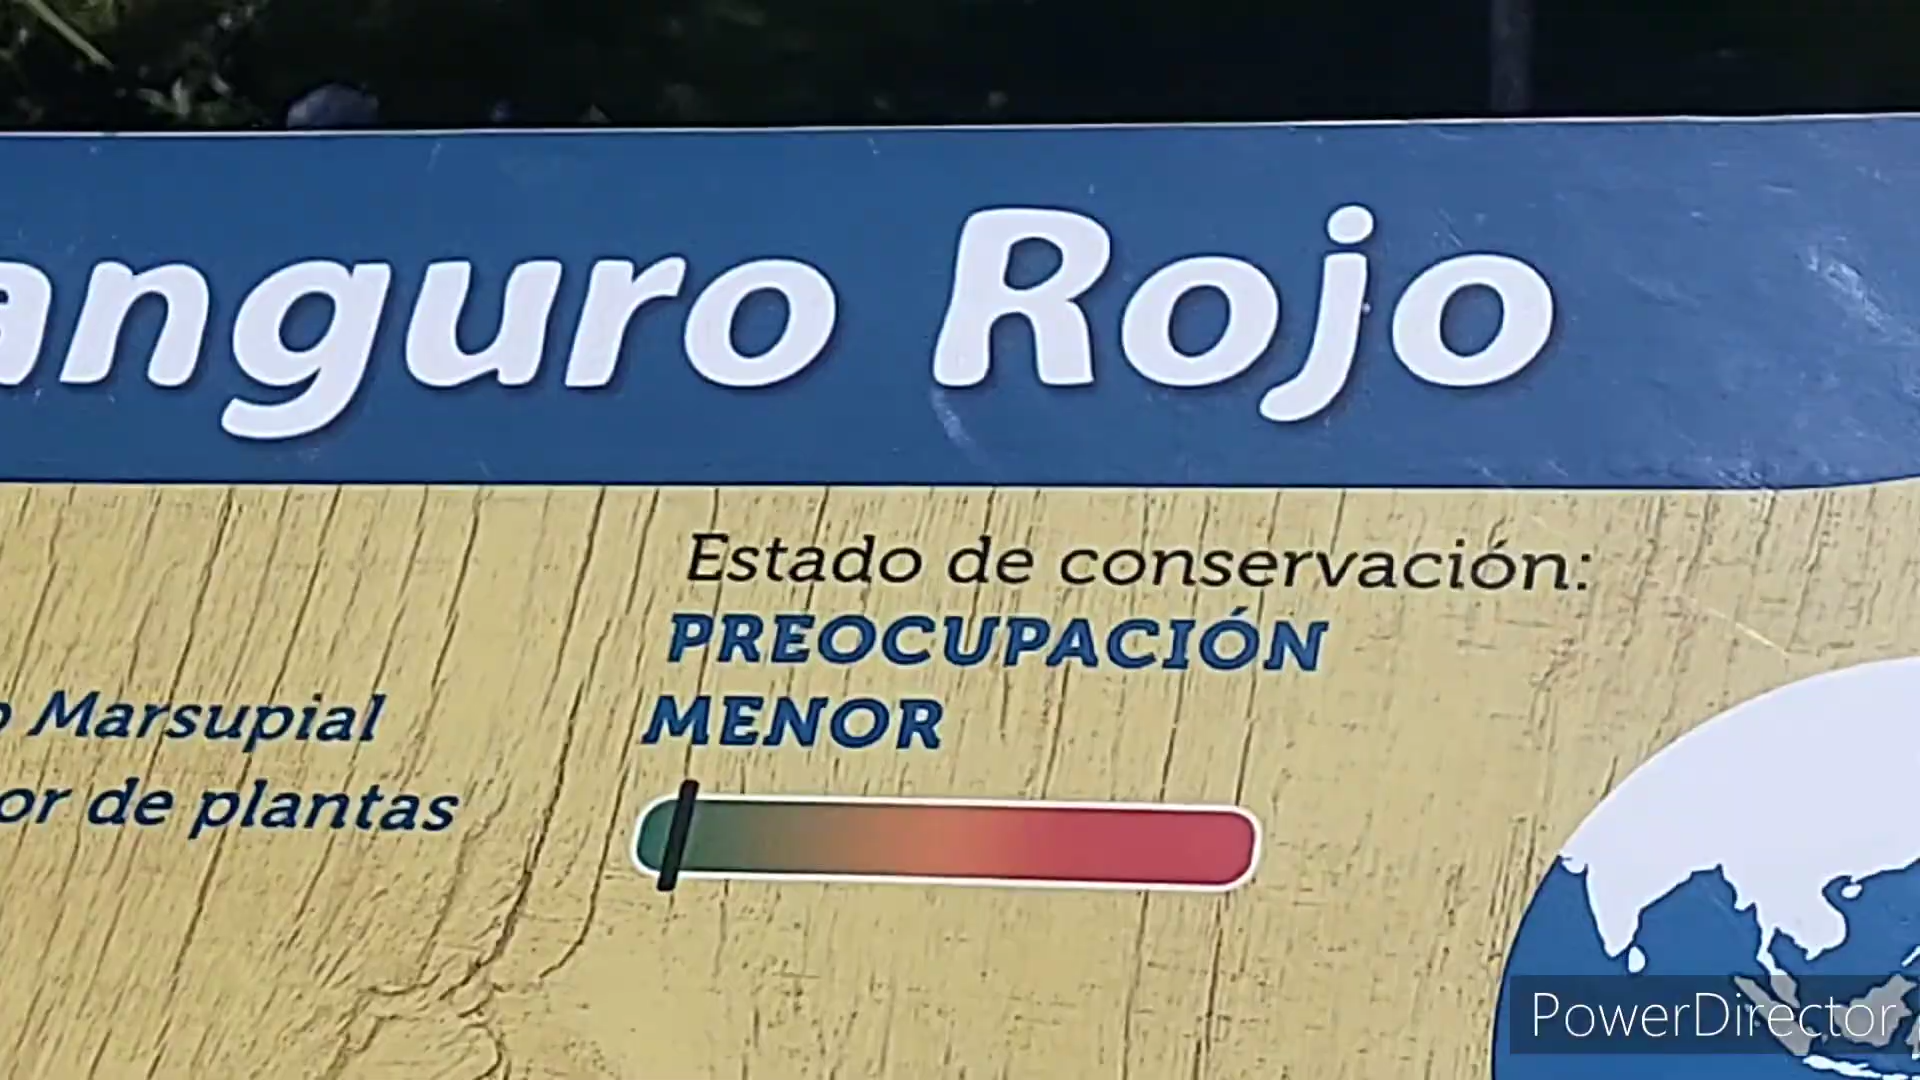 anguro Rojo
Estado de conservación:
PREOCUPACIÓN
MENOR
o Marsupial
or de plantas
PowerDirector